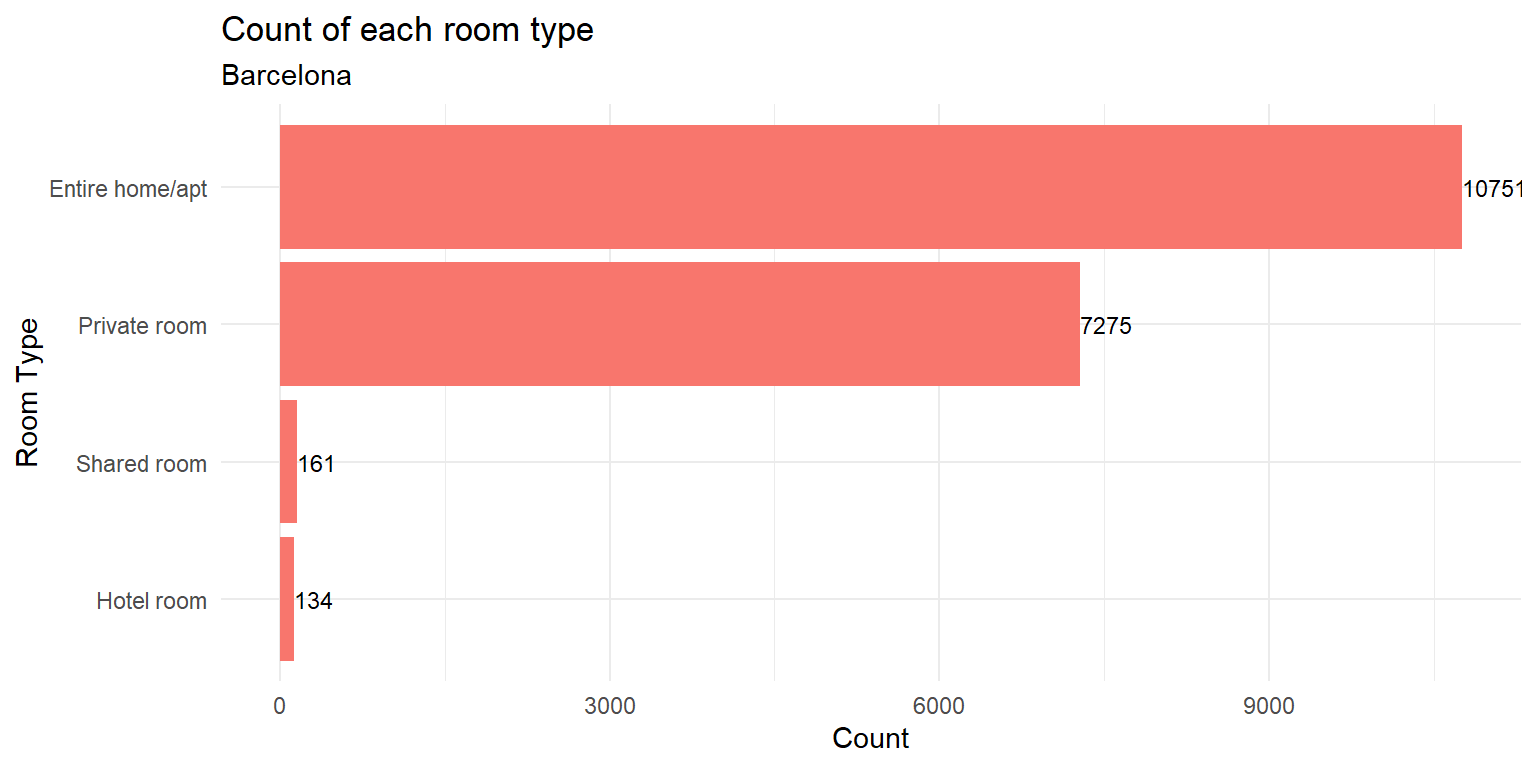 Count of each room type
Barcelona
Room Type
Entire home/apt
10751
Private room
7275
Shared room
161
Hotel room
134
0 3000 6000 9000
Count